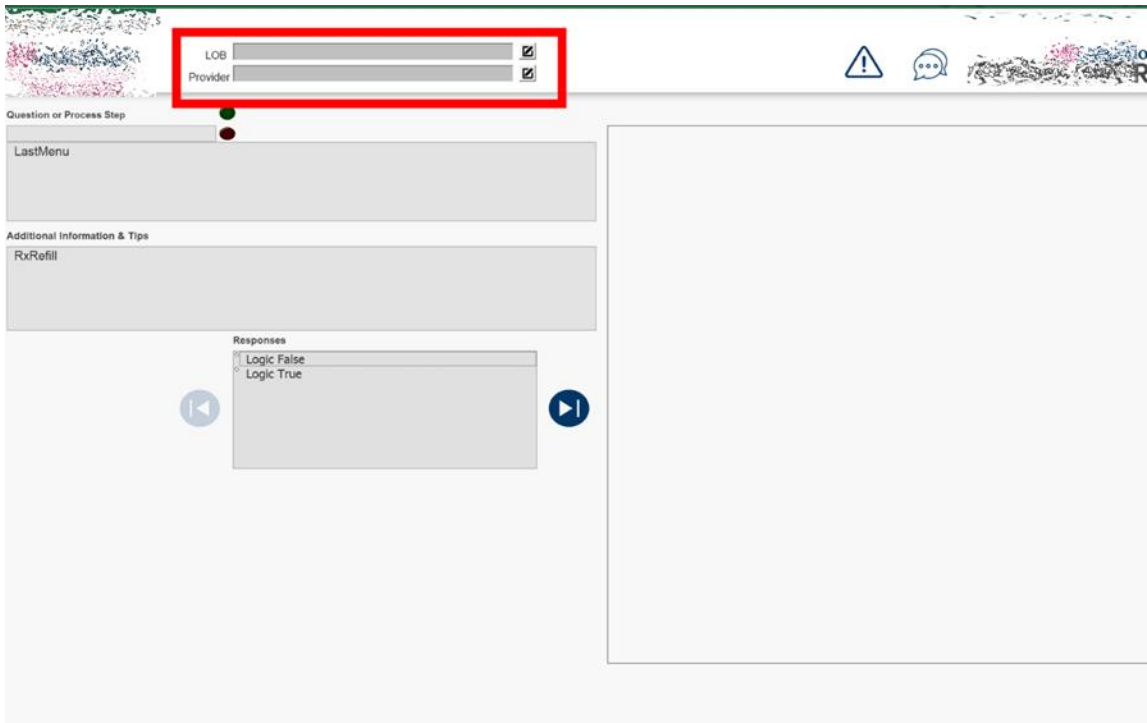 LOB
Provider
Question or Process Step
LastMenu
Additional Information & Tips
RxRefill
Responses
Logic False
Logic True